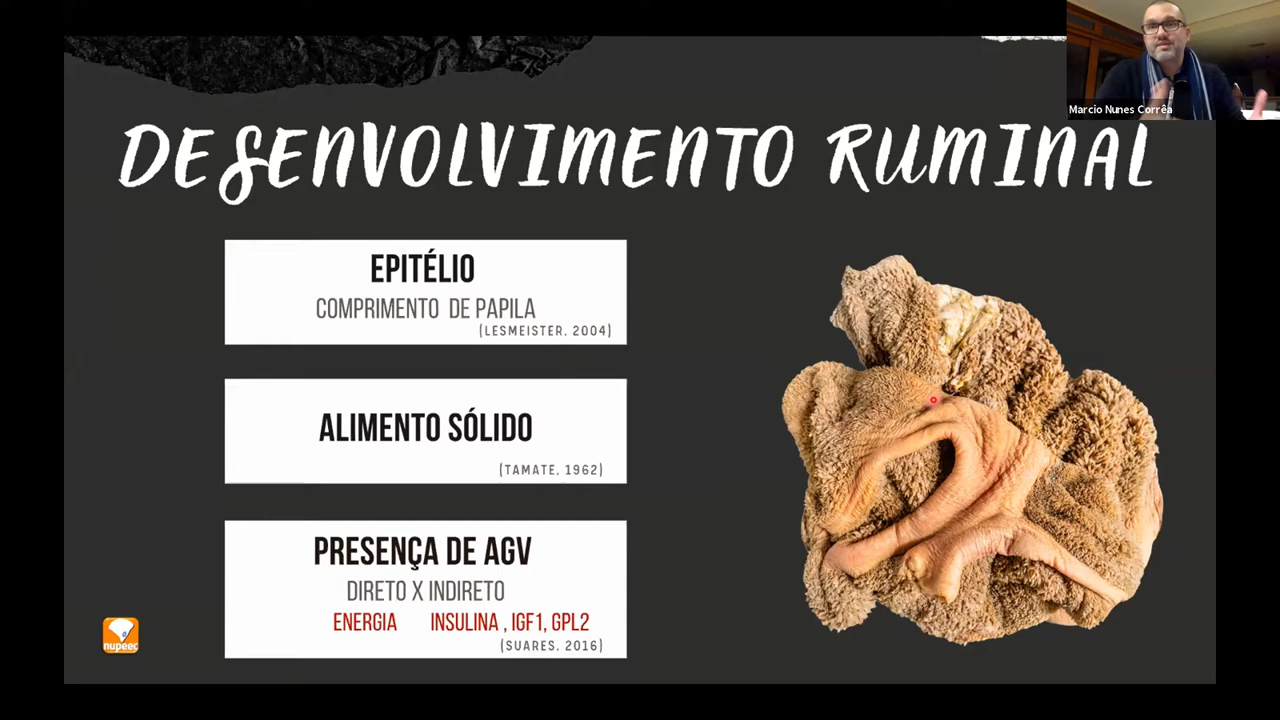 Marcio Nunes Corrêa
DESENVOLVIMENTO RUMINAL
EPITÉLIO
COMPRIMENTO DE PAPILA
(LESMEISTER, 2004)
ALIMENTO SÓLIDO
(TAMATE, 1962)
PRESENÇA DE AGV
DIRETO X INDIRETO
ENERGIA INSULINA , IGF1, GPL2
(SUARES, 2016)
nupeec